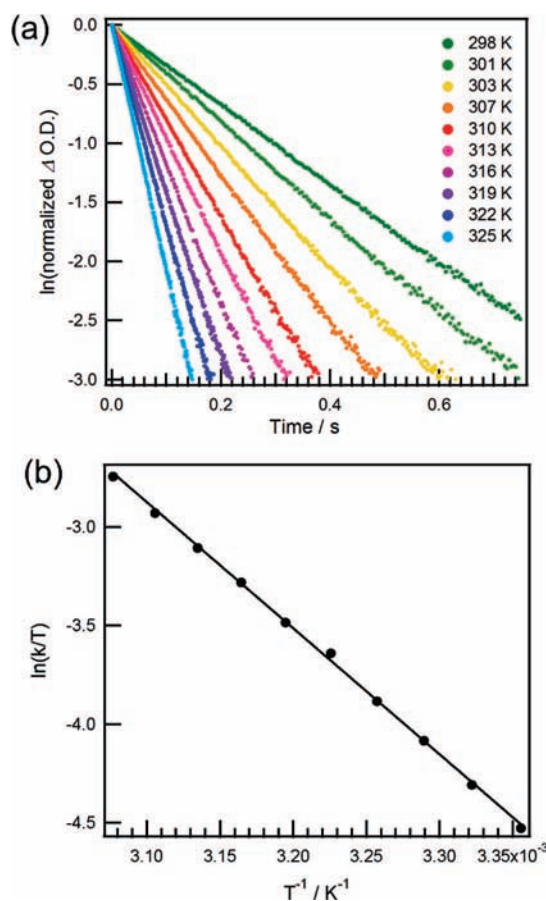 (a)
0.0
-0.5
-1.0
-1.5
-2.0
-2.5
-3.0
ln(normalized Δ O.D.)
298 K
301 K
303 K
307 K
310 K
313 K
316 K
319 K
322 K
325 K
0.0 0.2 0.4 0.6
Time / s
(b)
-3.0
-3.5
-4.0
-4.5
ln(k/T)
3.10 3.15 3.20 3.25 3.30 3.35x10⁻³
T⁻¹ / K⁻¹